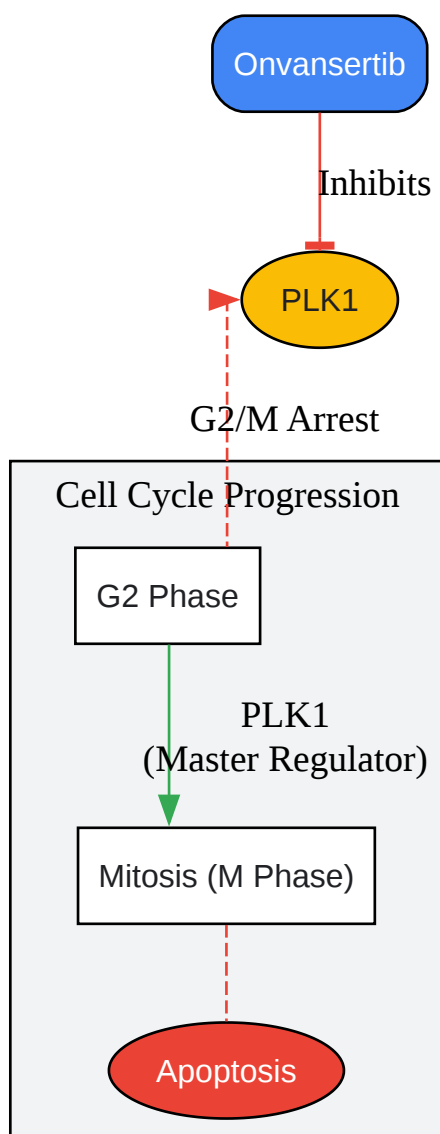 Onvansertib
Inhibits
PLK1
G2/M Arrest
Cell Cycle Progression
G2 Phase
PLK1
(Master Regulator)
Mitosis (M Phase)
Apoptosis